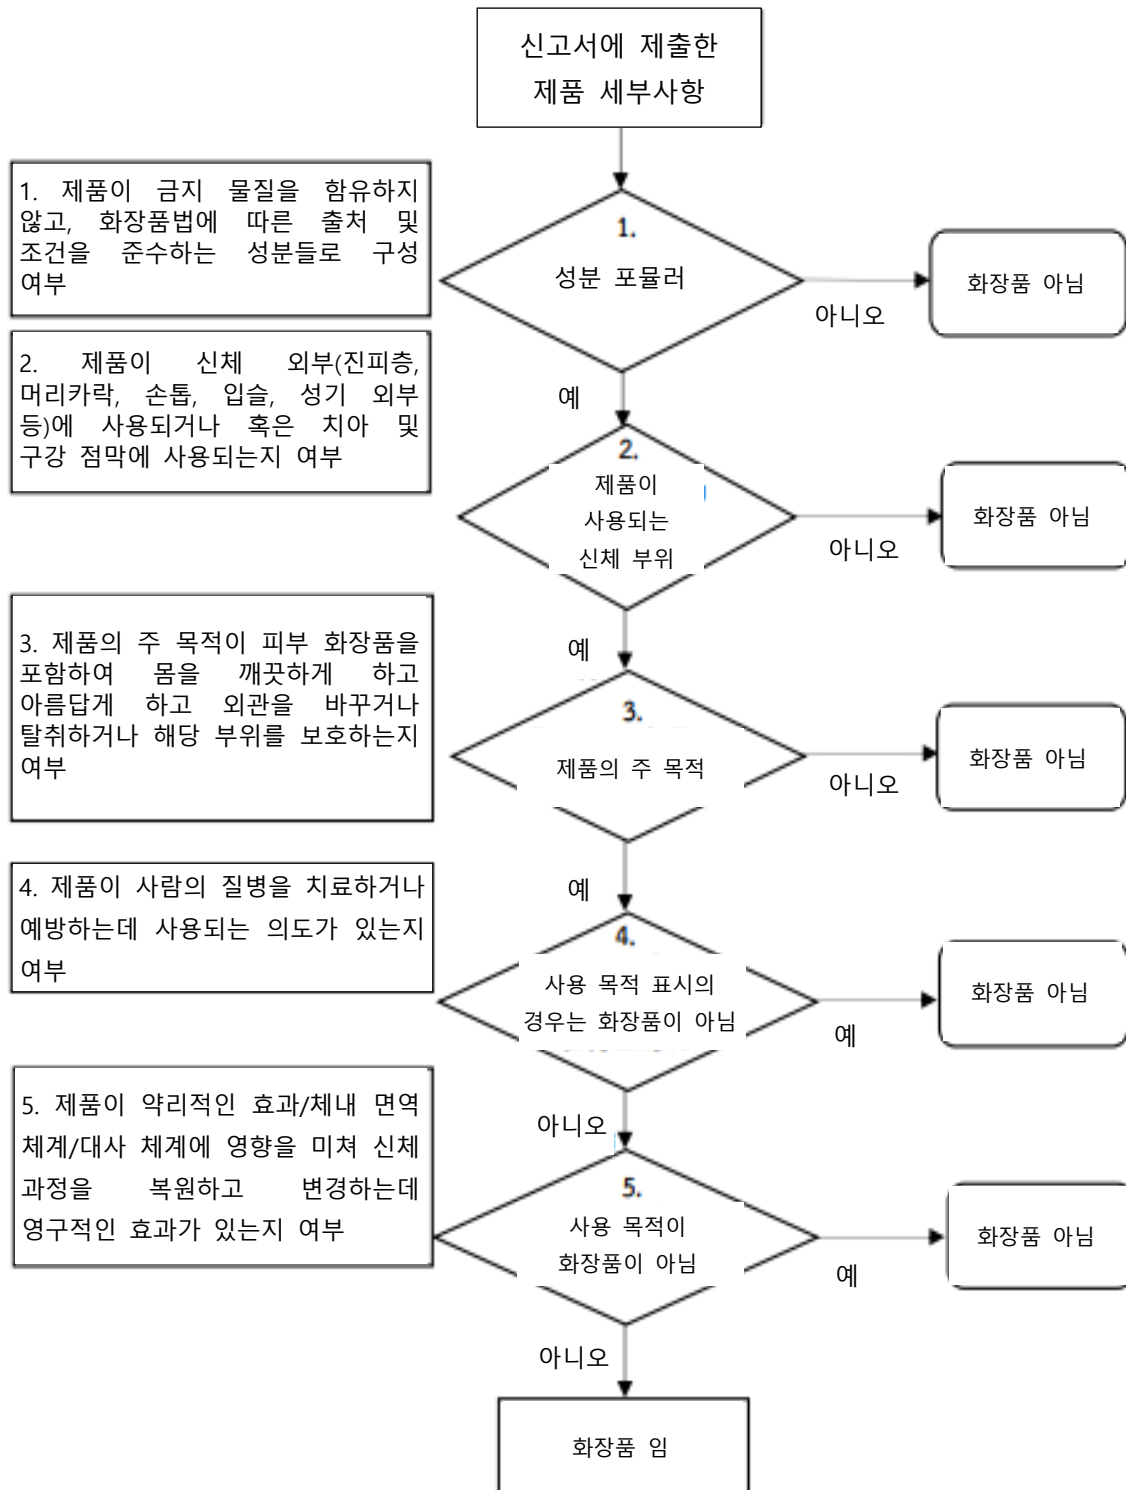 신고서에 제출한
제품 세부사항
1. 제품이 금지 물질을 함유하지
않고, 화장품법에 따른 출처 및
조건을 준수하는 성분들로 구성
여부
1.
성분 포뮬러
아니오
화장품 아님
예
2. 제품이 신체 외부(진피층,
머리카락, 손톱, 입슬, 성기 외부
등)에 사용되거나 혹은 치아 및
구강 점막에 사용되는지 여부
2.
제품이
사용되는
신체 부위
아니오
화장품 아님
예
3. 제품의 주 목적이 피부 화장품을
포함하여 몸을 깨끗하게 하고
아름답게 하고 외관을 바꾸거나
탈취하거나 해당 부위를 보호하는지
여부
3.
제품의 주 목적
아니오
화장품 아님
예
4. 제품이 사람의 질병을 치료하거나
예방하는데 사용되는 의도가 있는지
여부
4.
사용 목적 표시의
경우는 화장품이 아님
예
화장품 아님
아니오
5. 제품이 약리적인 효과/체내 면역
체계/대사 체계에 영향을 미쳐 신체
과정을 복원하고 변경하는데
영구적인 효과가 있는지 여부
5.
사용 목적이
화장품이 아님
예
화장품 아님
아니오
화장품 임